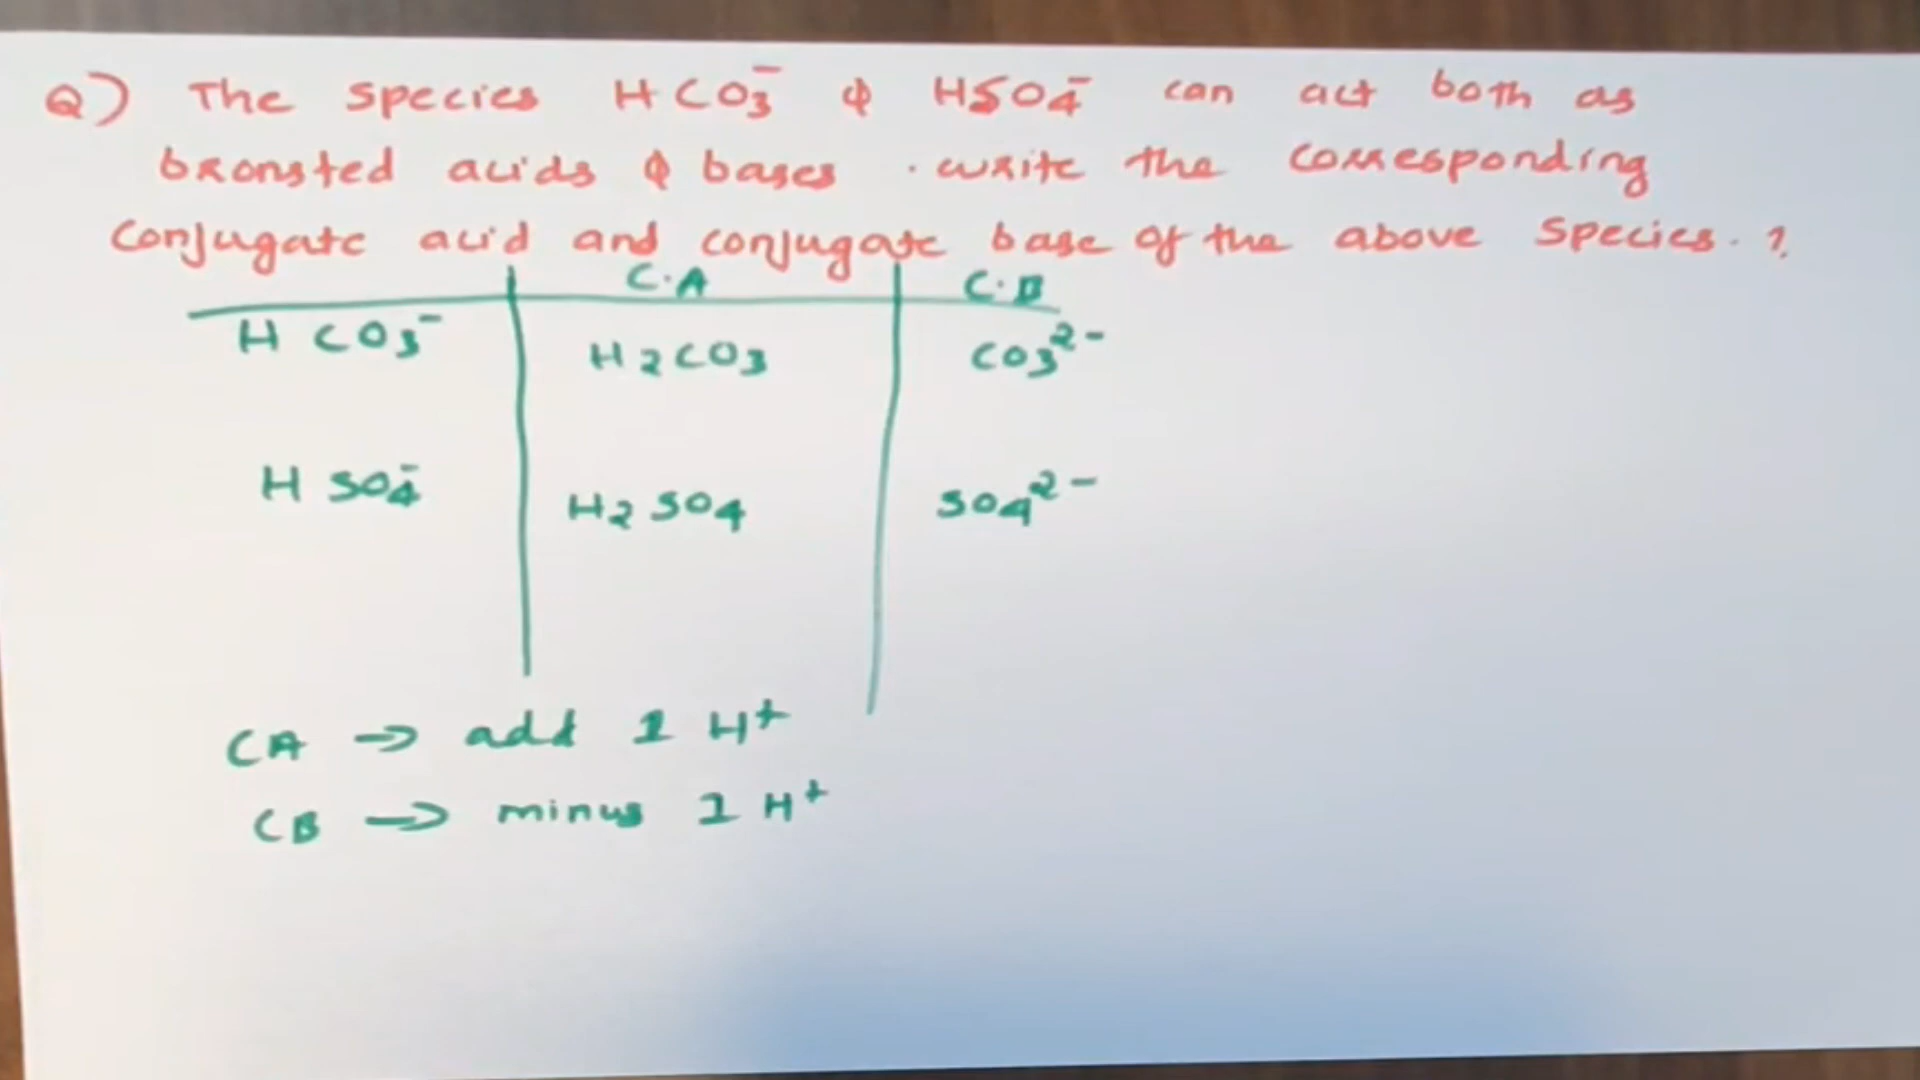 Q) The species HCO₃⁻ & HSO₄⁻ can act both as
bronsted acids & bases. write the corresponding
conjugate acid and conjugate base of the above species.?
C.A C.B
HCO₃⁻ H₂CO₃ CO₃²⁻
HSO₄⁻ H₂SO₄ SO₄²⁻
CA → add 1 H⁺
CB → minus 1 H⁺